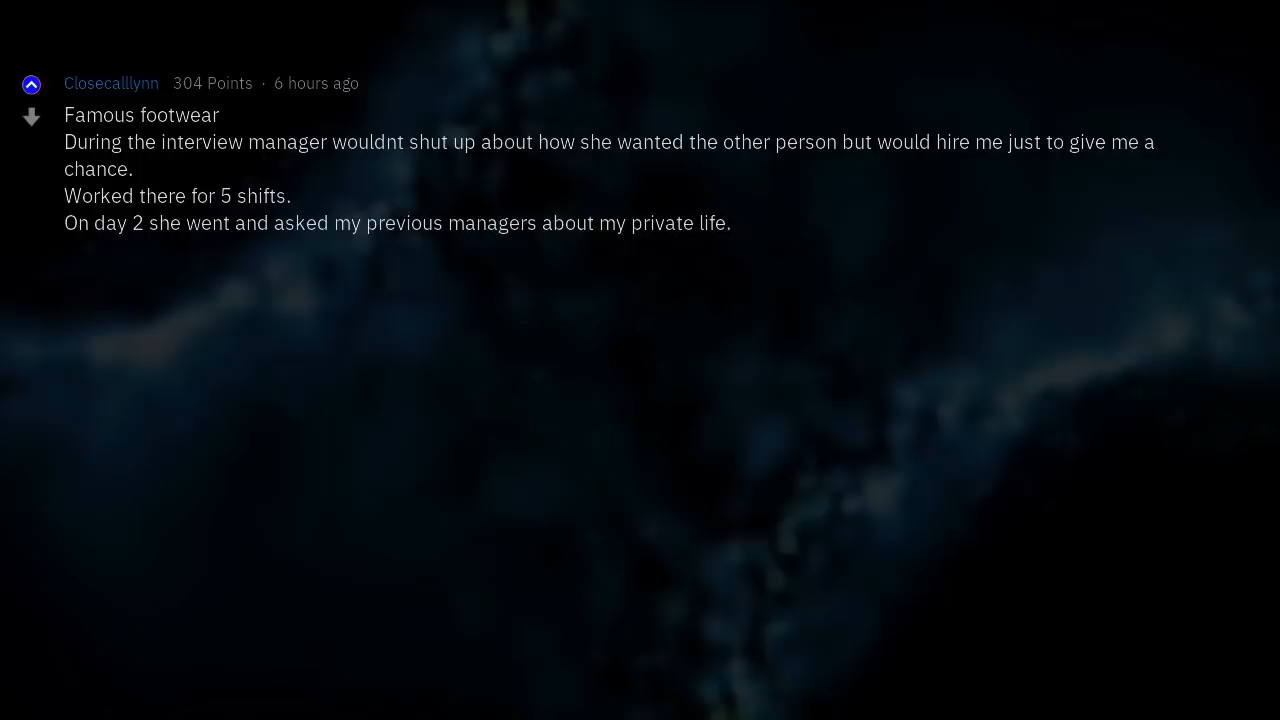 Closecalllynn 304 Points · 6 hours ago
Famous footwear
During the interview manager wouldnt shut up about how she wanted the other person but would hire me just to give me a
chance.
Worked there for 5 shifts.
On day 2 she went and asked my previous managers about my private life.